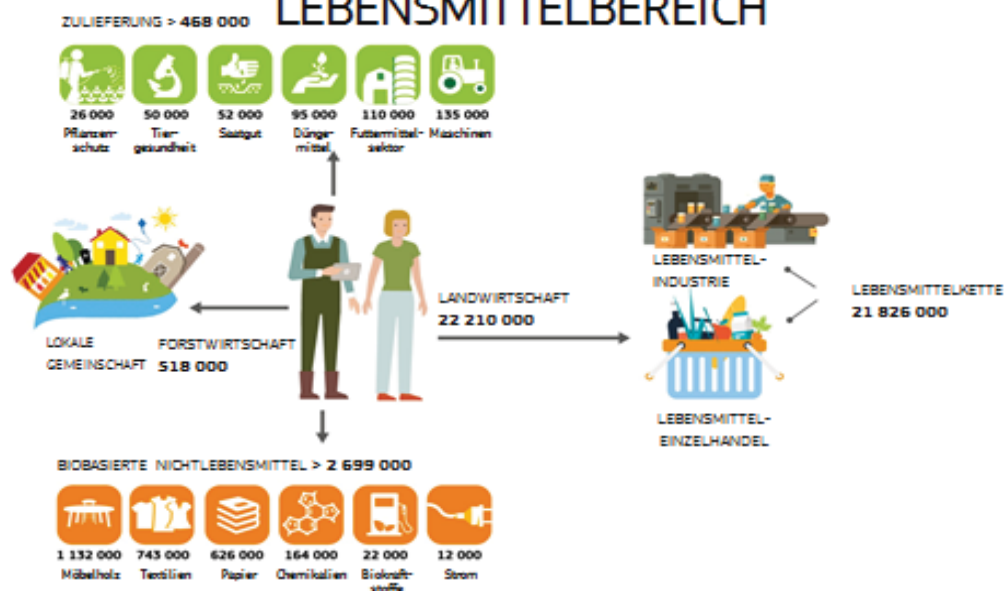 LEBENSMITTELBEREICH
ZULIEFERUNG > 468 000
26 000
Pflanzen-
schutz
50 000
Tier-
gesundheit
52 000
Saatgut
95 000
Dünge-
mittel
110 000
Futtermittel-
sektor
135 000
Maschinen
LOKALE
GEMEINSCHAFT
FORSTWIRTSCHAFT
518 000
LANDWIRTSCHAFT
22 210 000
LEBENSMITTEL-
INDUSTRIE
LEBENSMITTEL-
EINZELHANDEL
LEBENSMITTELKETTE
21 826 000
BIOBASIERTE NICHTLEBENSMITTEL > 2 699 000
1 132 000
Möbelholz
743 000
Textilien
626 000
Papier
164 000
Chemikalien
22 000
Biokraft-
stoffe
12 000
Strom